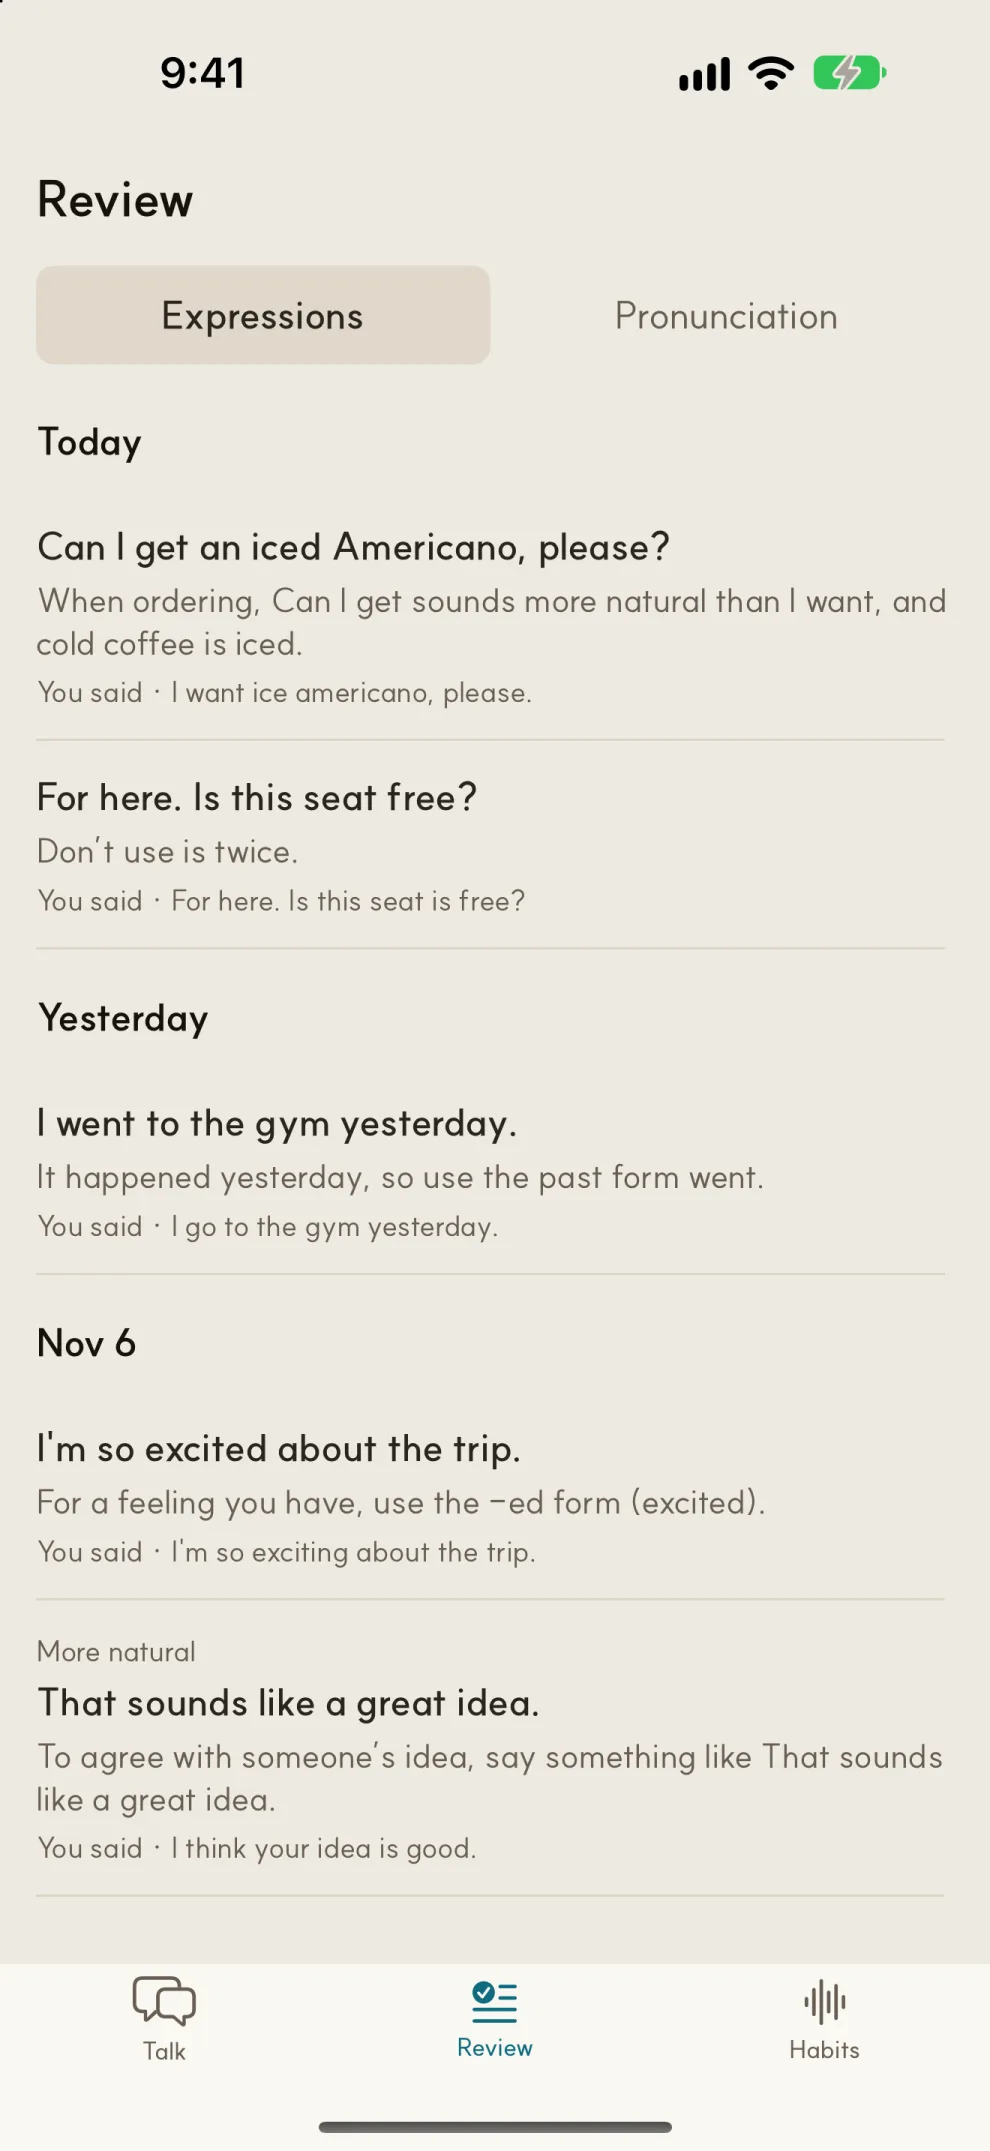 9:41
Review
Expressions
Pronunciation
Today
Can I get an iced Americano, please?
When ordering, Can I get sounds more natural than I want, and
cold coffee is iced.
You said · I want ice americano, please.
For here. Is this seat free?
Don't use is twice.
You said · For here. Is this seat is free?
Yesterday
I went to the gym yesterday.
It happened yesterday, so use the past form went.
You said · I go to the gym yesterday.
Nov 6
I'm so excited about the trip.
For a feeling you have, use the -ed form (excited).
You said · I'm so exciting about the trip.
More natural
That sounds like a great idea.
To agree with someone's idea, say something like That sounds
like a great idea.
You said · I think your idea is good.
Talk
Review
Habits